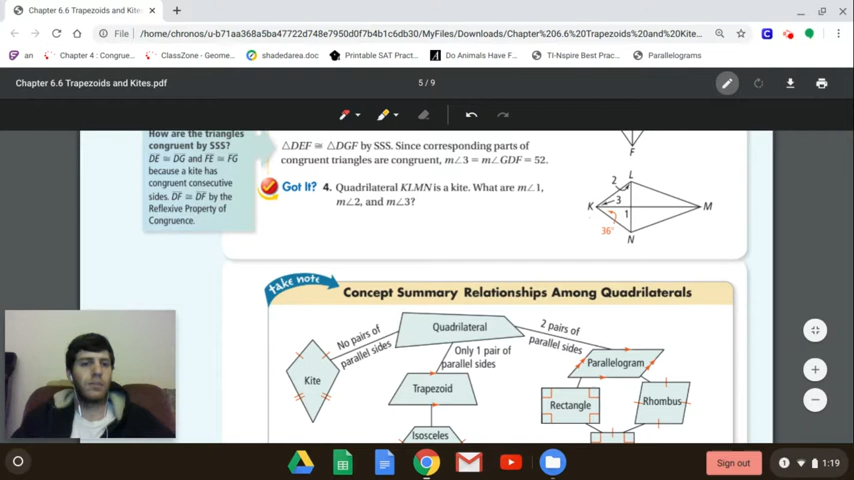 Chapter 6.6 Trapezoids and Kites
File
/home/chronos/u-b71aa368a5ba47722d748e7950d0f7b4b1c6db30/MyFiles/Downloads/Chapter%206.6%20Trapezoids%20and%20Kites...
an
Chapter 4 : Congrue...
ClassZone - Geome...
shadedarea.doc
Printable SAT Practi...
Do Animals Have F...
TI-Nspire Best Prac...
Parallelograms
Chapter 6.6 Trapezoids and Kites.pdf
5 / 9
How are the triangles
congruent by SSS?
DE ≅ DG and FE ≅ FG
because a kite has
congruent consecutive
sides. DF ≅ DF by the
Reflexive Property of
Congruence.
△DEF ≅ △DGF by SSS. Since corresponding parts of
congruent triangles are congruent, m∠3 = m∠GDF = 52.
Got It? 4. Quadrilateral KLMN is a kite. What are m∠1,
m∠2, and m∠3?
F
L
2
K
3
M
1
36°
N
take note
Concept Summary Relationships Among Quadrilaterals
No pairs of
parallel sides
Quadrilateral
2 pairs of
parallel sides
Only 1 pair of
parallel sides
Kite
Trapezoid
Parallelogram
Rectangle
Rhombus
Isosceles
Sign out
1
1:19